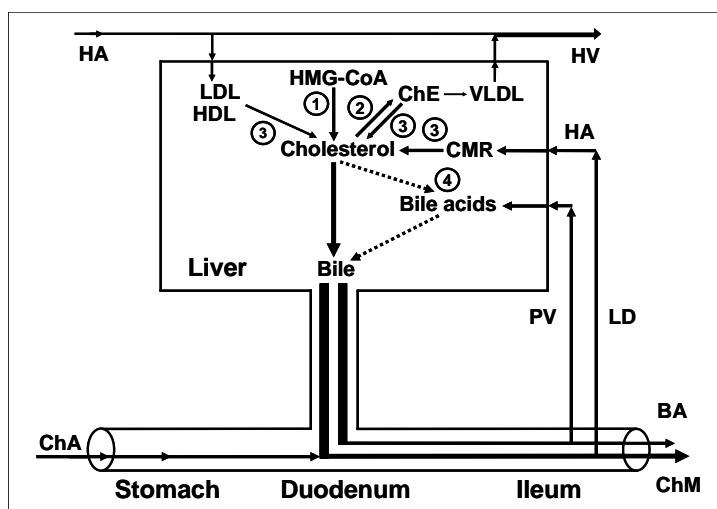 HA
HV
HMG-CoA
LDL
HDL
1
2
ChE
VLDL
3
3
3
HA
Cholesterol
CMR
4
Bile acids
Liver
Bile
PV
LD
BA
ChA
ChM
Stomach
Duodenum
Ileum